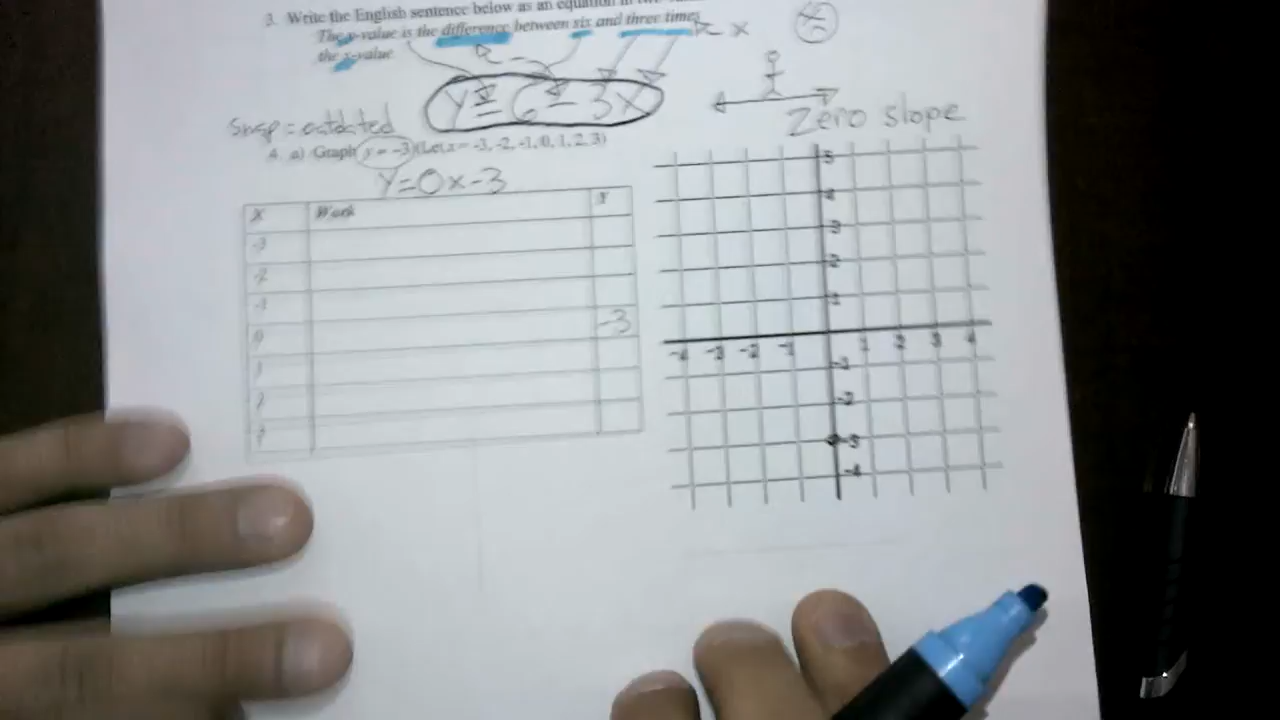 3. Write the English sentence below as an equation in two
The y-value is the difference between six and three times
the x-value.
x
y = 6 - 3x
Zero slope
snap = outdated
4. a) Graph y = -3 (Let x = -3, -2, -1, 0, 1, 2, 3)
y=0x-3
X Work Y
-3
-2
-1
0 -3
1
2
5
4
3
2
1
-4 -3 -2 -1 1 2 3 4
-1
-2
-3
-4